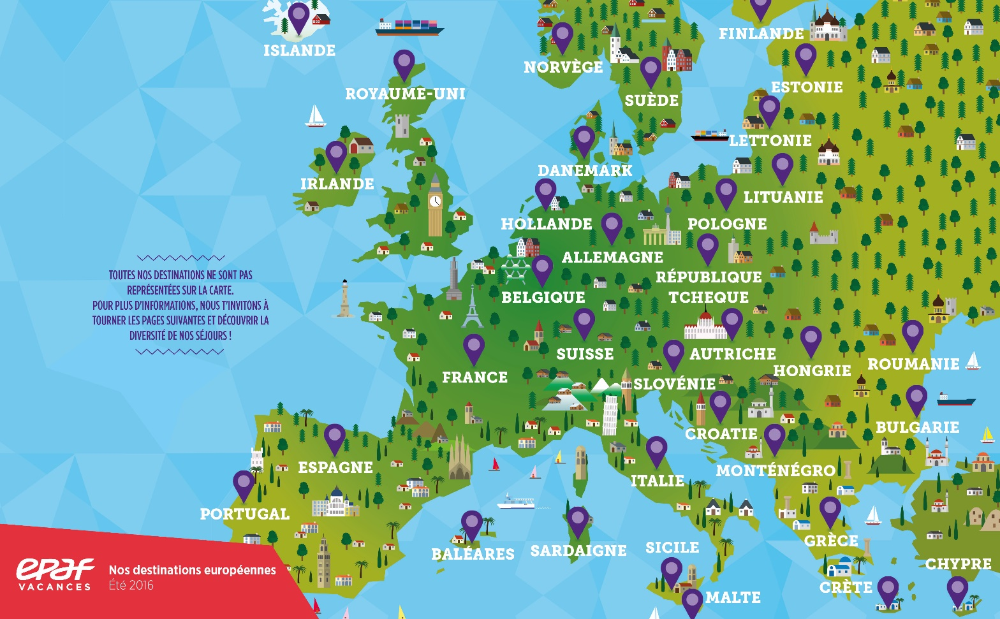 ISLANDE
FINLANDE
NORVÈGE
ESTONIE
ROYAUME-UNI
SUÈDE
LETTONIE
DANEMARK
IRLANDE
LITUANIE
HOLLANDE
POLOGNE
ALLEMAGNE
RÉPUBLIQUE
TCHEQUE
BELGIQUE
TOUTES NOS DESTINATIONS NE SONT PAS
REPRÉSENTÉES SUR LA CARTE.
POUR PLUS D'INFORMATIONS, NOUS T'INVITONS À
TOURNER LES PAGES SUIVANTES ET DÉCOUVRIR LA
DIVERSITÉ DE NOS SÉJOURS !
SUISSE
AUTRICHE
ROUMANIE
HONGRIE
FRANCE
SLOVÉNIE
BULGARIE
CROATIE
ESPAGNE
MONTÉNÉGRO
ITALIE
PORTUGAL
GRÈCE
SICILE
SARDAIGNE
BALÉARES
CHYPRE
CRÈTE
MALTE
epaf
VACANCES
Nos destinations européennes
Été 2016